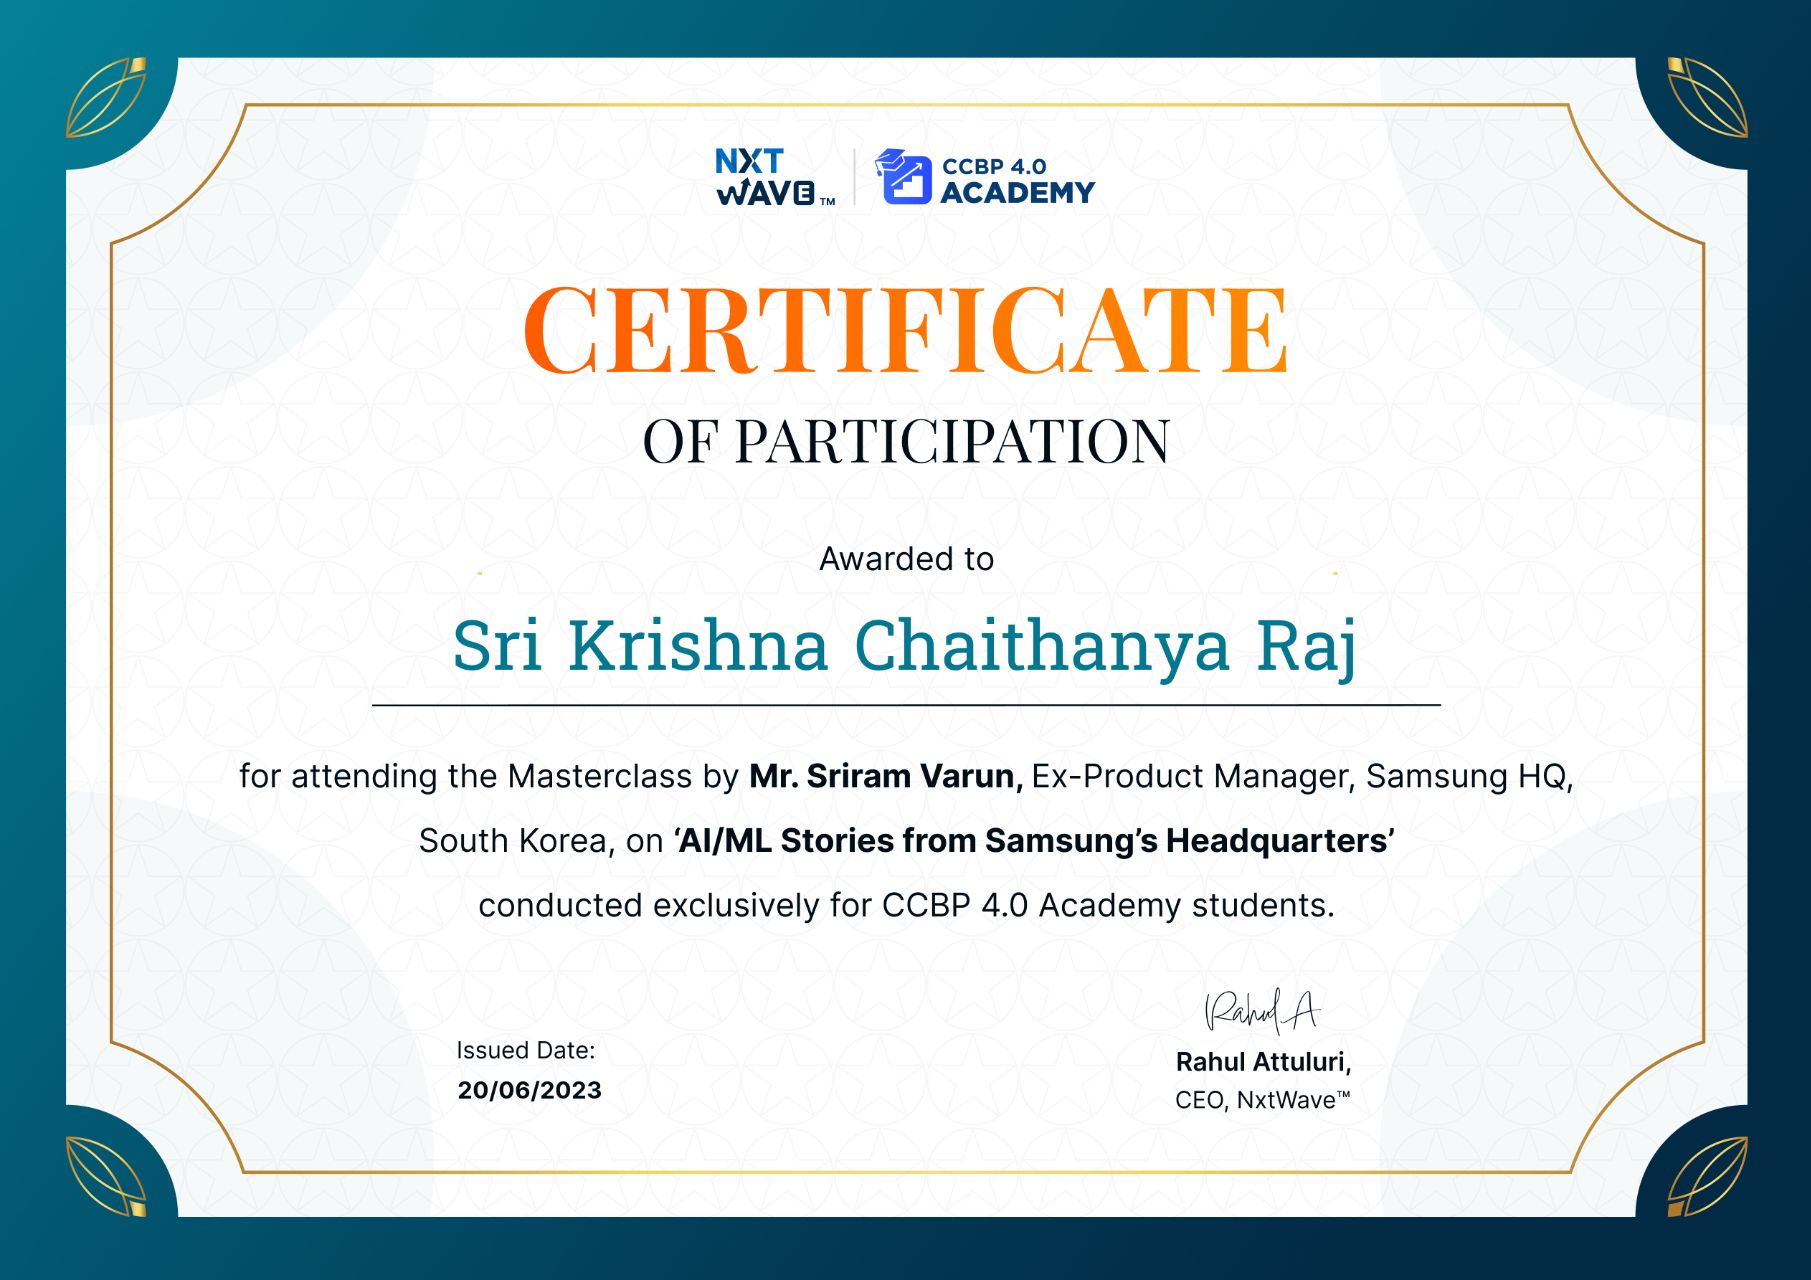 NXT
WAVE™
CCBP 4.0
ACADEMY
CERTIFICATE
OF PARTICIPATION
Awarded to
Sri Krishna Chaithanya Raj
for attending the Masterclass by Mr. Sriram Varun, Ex-Product Manager, Samsung HQ,
South Korea, on ‘AI/ML Stories from Samsung’s Headquarters’
conducted exclusively for CCBP 4.0 Academy students.
Issued Date:
20/06/2023
Rahul A
Rahul Attuluri,
CEO, NxtWave™